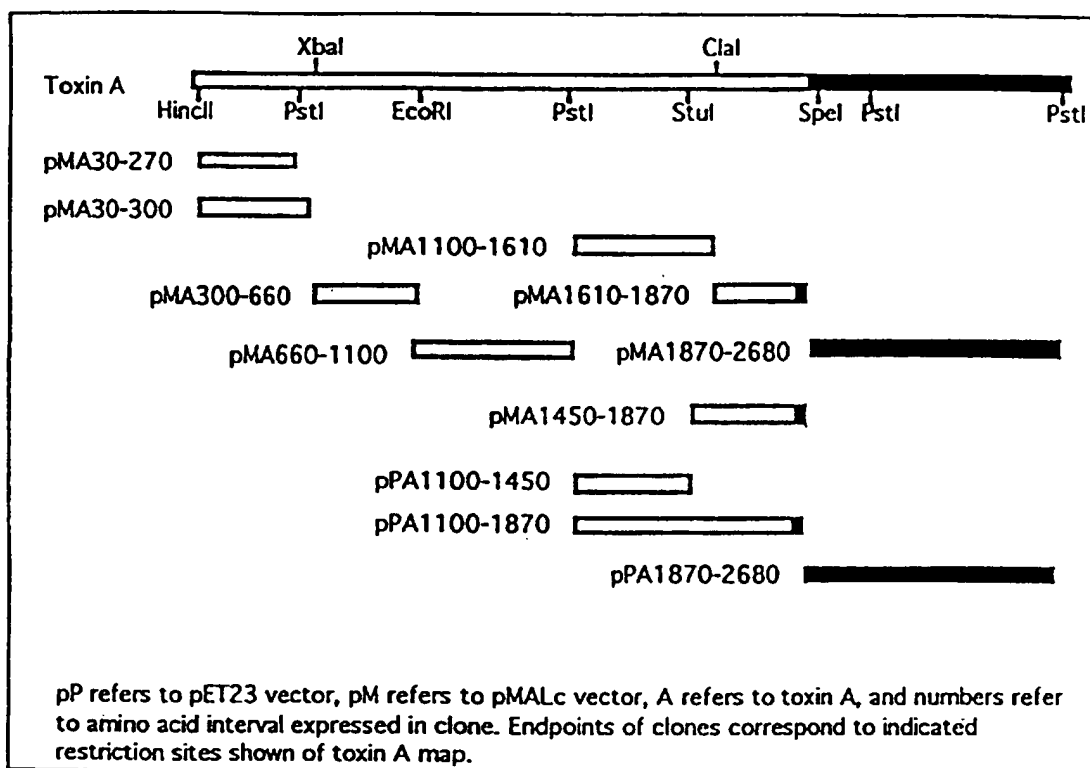 XbaI ClaI
Toxin A
HincII PstI EcoRI PstI StuI SpeI PstI PstI
pMA30-270
pMA30-300
pMA1100-1610
pMA300-660 pMA1610-1870
pMA660-1100 pMA1870-2680
pMA1450-1870
pPA1100-1450
pPA1100-1870
pPA1870-2680
pP refers to pET23 vector, pM refers to pMALc vector, A refers to toxin A, and numbers refer
to amino acid interval expressed in clone. Endpoints of clones correspond to indicated
restriction sites shown of toxin A map.